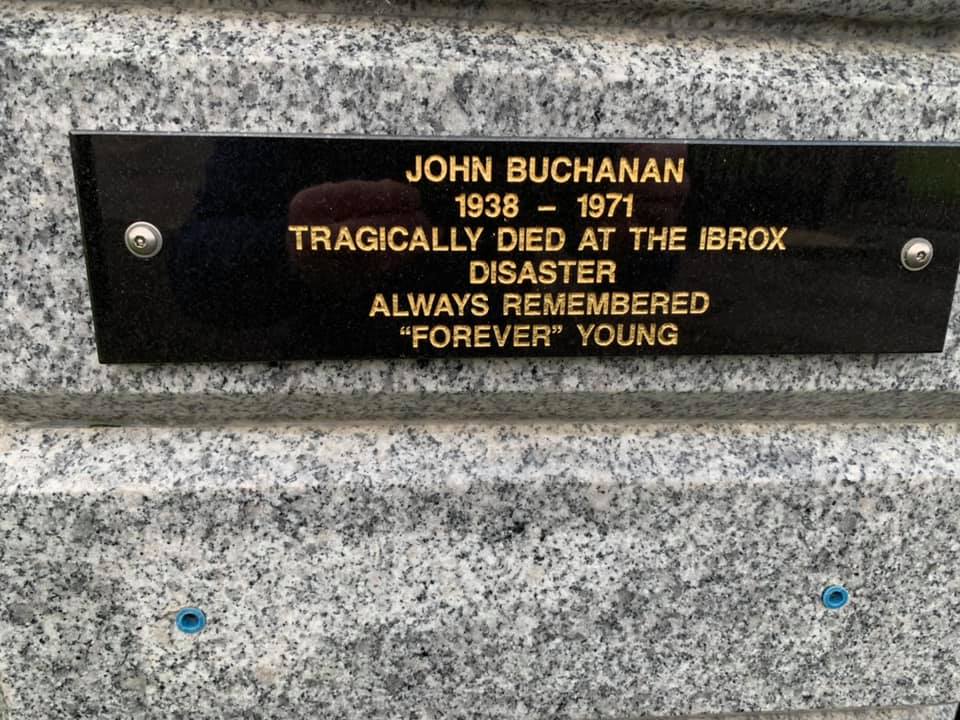 JOHN BUCHANAN
1938 – 1971
TRAGICALLY DIED AT THE IBROX
DISASTER
ALWAYS REMEMBERED
“FOREVER” YOUNG